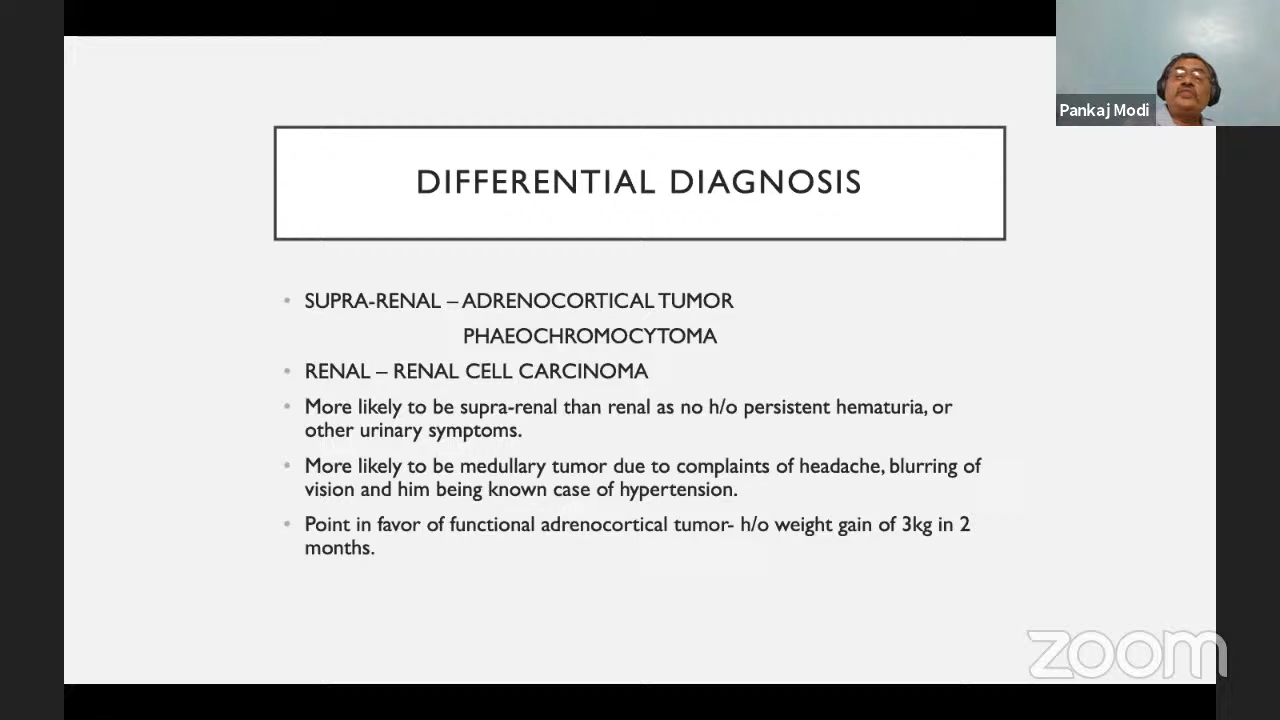 Pankaj Modi
DIFFERENTIAL DIAGNOSIS
• SUPRA-RENAL – ADRENOCORTICAL TUMOR
PHAEOCHROMOCYTOMA
• RENAL – RENAL CELL CARCINOMA
• More likely to be supra-renal than renal as no h/o persistent hematuria, or
other urinary symptoms.
• More likely to be medullary tumor due to complaints of headache, blurring of
vision and him being known case of hypertension.
• Point in favor of functional adrenocortical tumor- h/o weight gain of 3kg in 2
months.
zoom